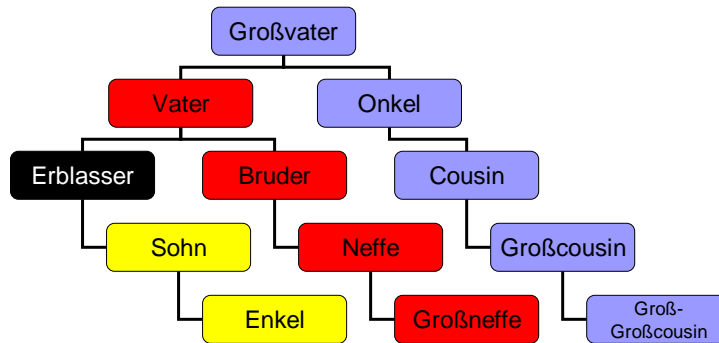 Großvater
Vater
Onkel
Erblasser
Bruder
Cousin
Sohn
Neffe
Großcousin
Enkel
Großneffe
Groß-
Großcousin